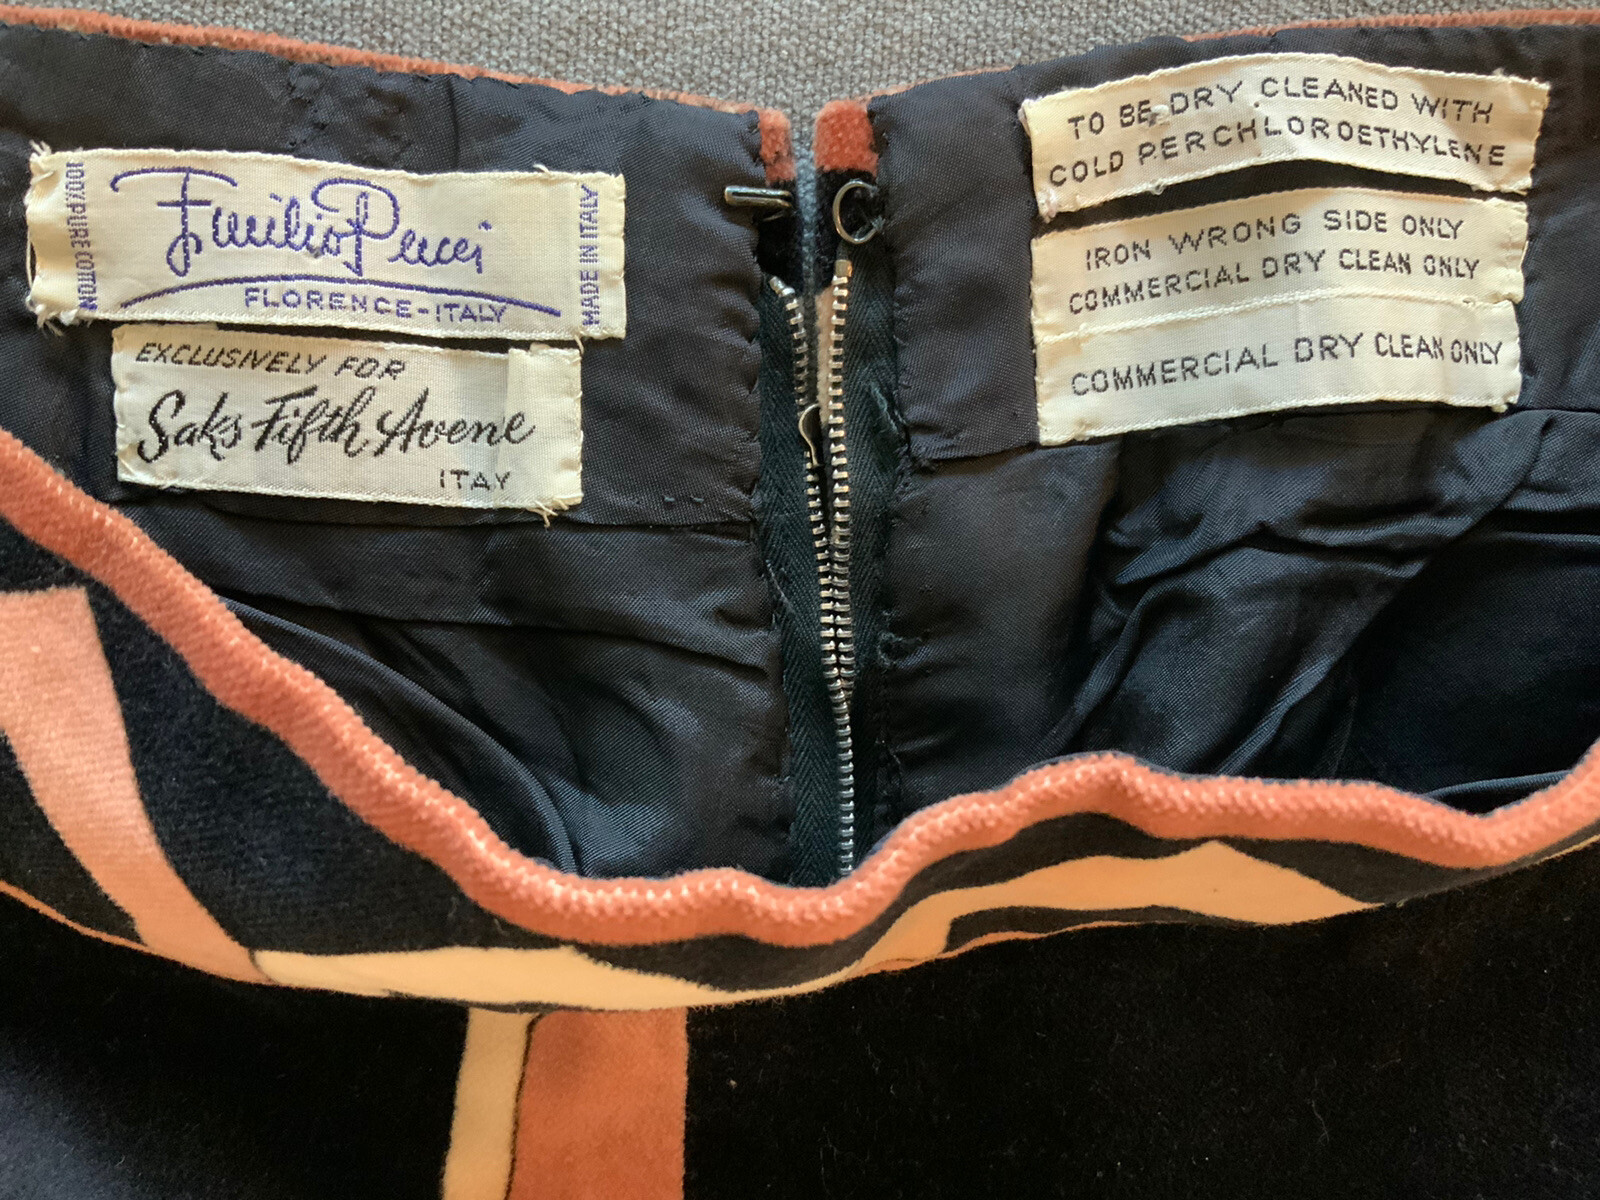 100% PURE COTTON
Emilio Pucci
FLORENCE-ITALY
MADE IN ITALY
EXCLUSIVELY FOR
Saks Fifth Avene
ITAY
TO BE DRY CLEANED WITH
COLD PERCHLOROETHYLENE
IRON WRONG SIDE ONLY
COMMERCIAL DRY CLEAN ONLY
COMMERCIAL DRY CLEAN ONLY